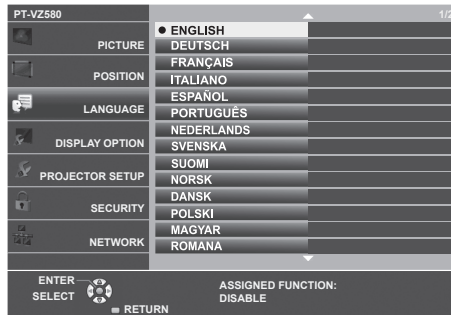 PT-VZ580
1/2
PICTURE
POSITION
LANGUAGE
DISPLAY OPTION
PROJECTOR SETUP
SECURITY
NETWORK
ENGLISH
DEUTSCH
FRANÇAIS
ITALIANO
ESPAÑOL
PORTUGUÊS
NEDERLANDS
SVENSKA
SUOMI
NORSK
DANSK
POLSKI
MAGYAR
ROMANA
ENTER
SELECT
RETURN
ASSIGNED FUNCTION:
DISABLE